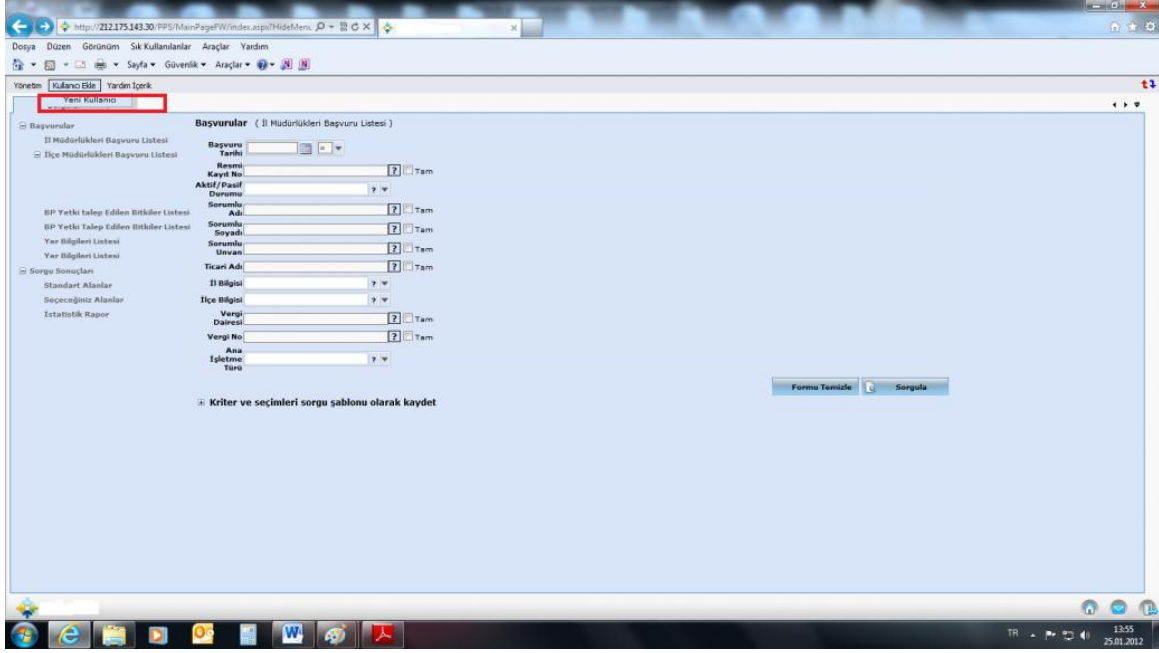 http://212.175.143.30/PPS/MainPageFW/index.aspx?HideMenu
Dosya Düzen Görünüm Sık Kullanılanlar Araçlar Yardım
Sayfa Güvenlik Araçlar
Yönetim Kullanıcı Ekle Yardım İçerik
Yeni Kullanıcı
Başvurular
İl Müdürlükleri Başvuru Listesi
İlçe Müdürlükleri Başvuru Listesi
BP Yetki talep Edilen Bitkiler Listesi
BP Yetki Talep Edilen Bitkiler Listesi
Yer Bilgileri Listesi
Yer Bilgileri Listesi
Sorgu Sonuçları
Standart Alanlar
Seçeceğiniz Alanlar
İstatistik Rapor
Başvurular ( İl Müdürlükleri Başvuru Listesi )
Başvuru
Tarihi =
Resmi
Kayıt No ? Tam
Aktif/Pasif
Durumu ?
Sorumlu
Adı ? Tam
Sorumlu
Soyadı ? Tam
Sorumlu
Unvan ? Tam
Ticari Adı ? Tam
İl Bilgisi ?
İlçe Bilgisi ?
Vergi
Dairesi ? Tam
Vergi No ? Tam
Ana
İşletme
Türü ?
Formu Temizle Sorgula
Kriter ve seçimleri sorgu şablonu olarak kaydet
TR 13:55
25.01.2012